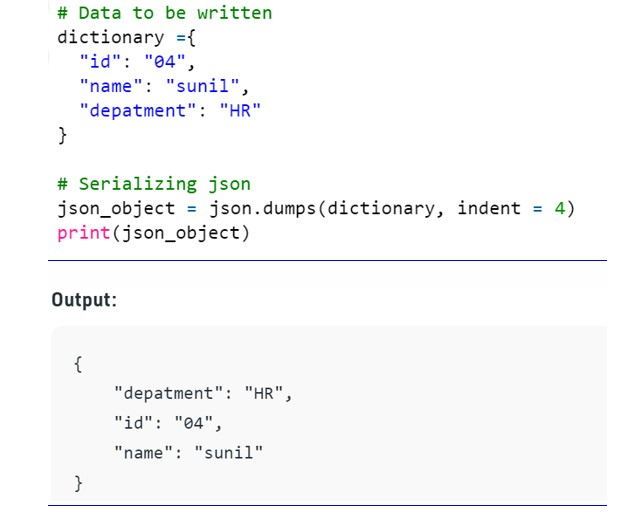 # Data to be written
dictionary ={
  "id": "04",
  "name": "sunil",
  "depatment": "HR"
}
# Serializing json
json_object = json.dumps(dictionary, indent = 4)
print(json_object)
Output:
{
    "depatment": "HR",
    "id": "04",
    "name": "sunil"
}